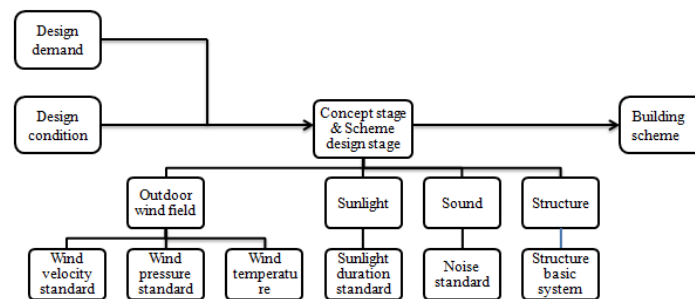 Design
demand
Design
condition
Concept stage
& Scheme
design stage
Building
scheme
Outdoor
wind field
Sunlight
Sound
Structure
Wind
velocity
standard
Wind
pressure
standard
Wind
temperatu
re
Sunlight
duration
standard
Noise
standard
Structure
basic
system